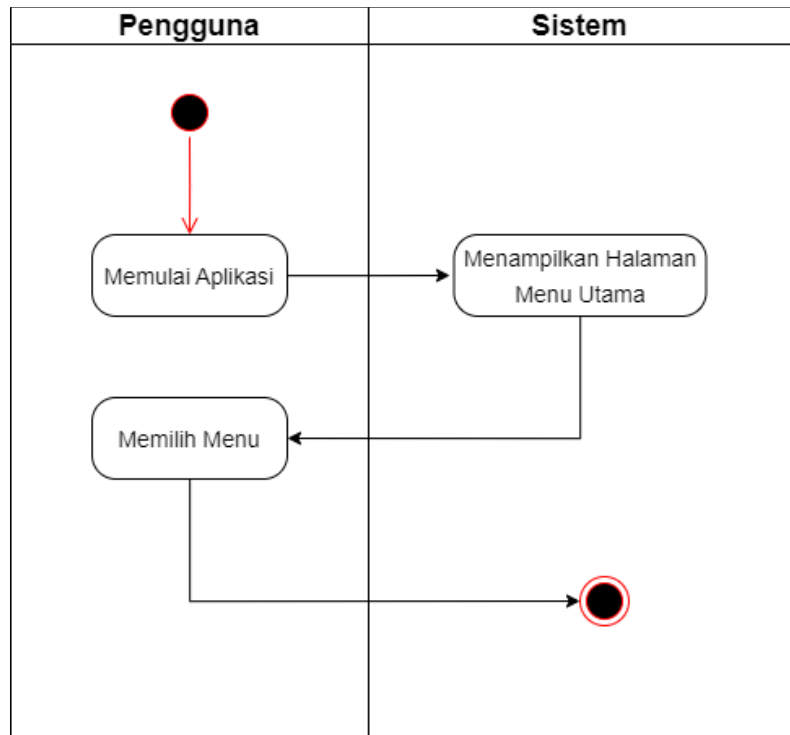 Pengguna
Sistem
Memulai Aplikasi
Menampilkan Halaman
Menu Utama
Memilih Menu